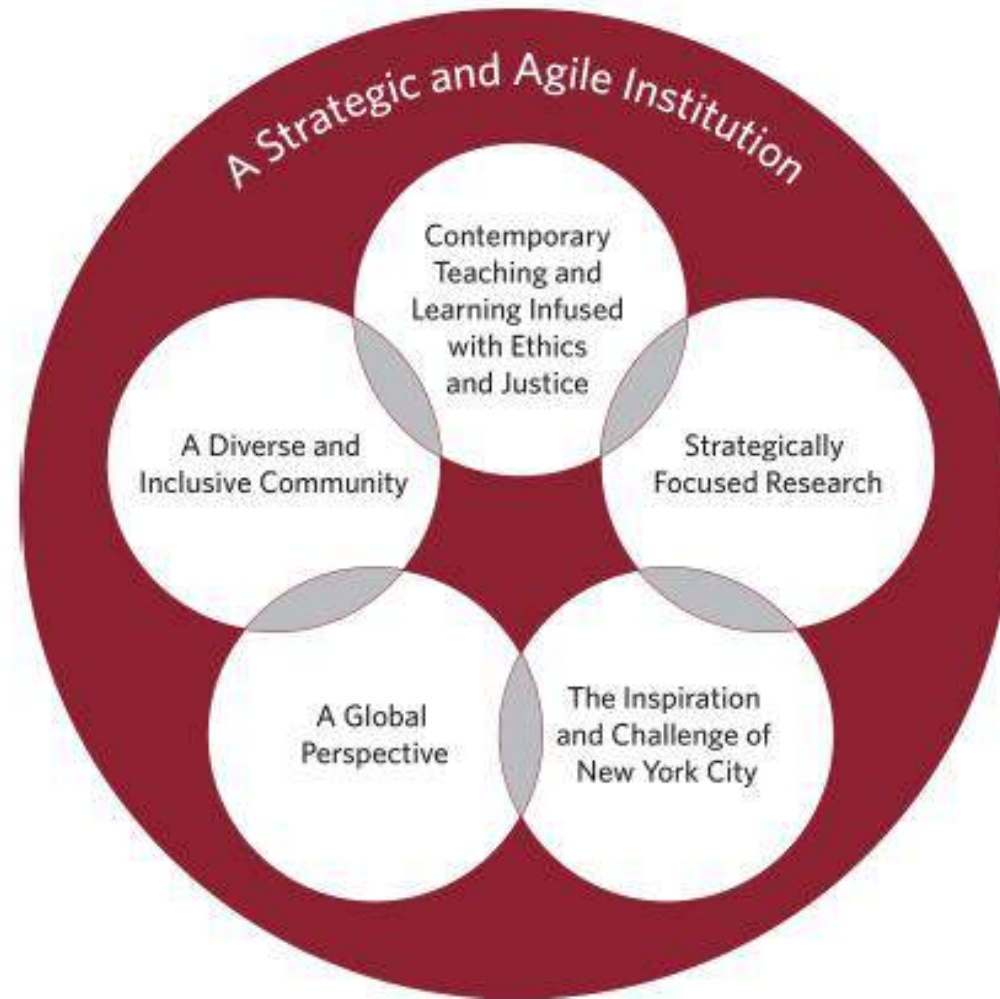 A Strategic and Agile Institution
Contemporary
Teaching and
Learning Infused
with Ethics
and Justice
A Diverse and
Inclusive Community
Strategically
Focused Research
A Global
Perspective
The Inspiration
and Challenge of
New York City